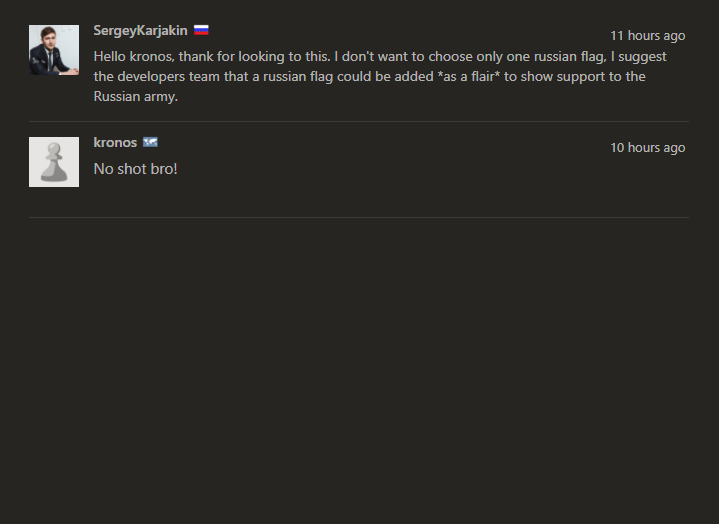 SergeyKarjakin
11 hours ago
Hello kronos, thank for looking to this. I don't want to choose only one russian flag, I suggest
the developers team that a russian flag could be added *as a flair* to show support to the
Russian army.
kronos
10 hours ago
No shot bro!